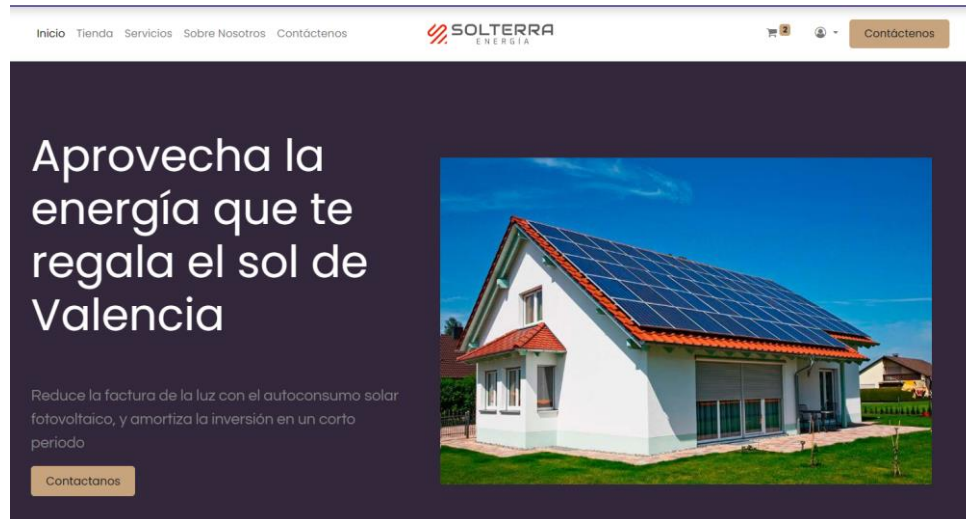 Inicio Tienda Servicios Sobre Nosotros Contáctenos
SOLTERRA
ENERGÍA
2
Contáctenos
Aprovecha la
energía que te
regala el sol de
Valencia
Reduce la factura de la luz con el autoconsumo solar
fotovoltaico, y amortiza la inversión en un corto
periodo
Contactanos